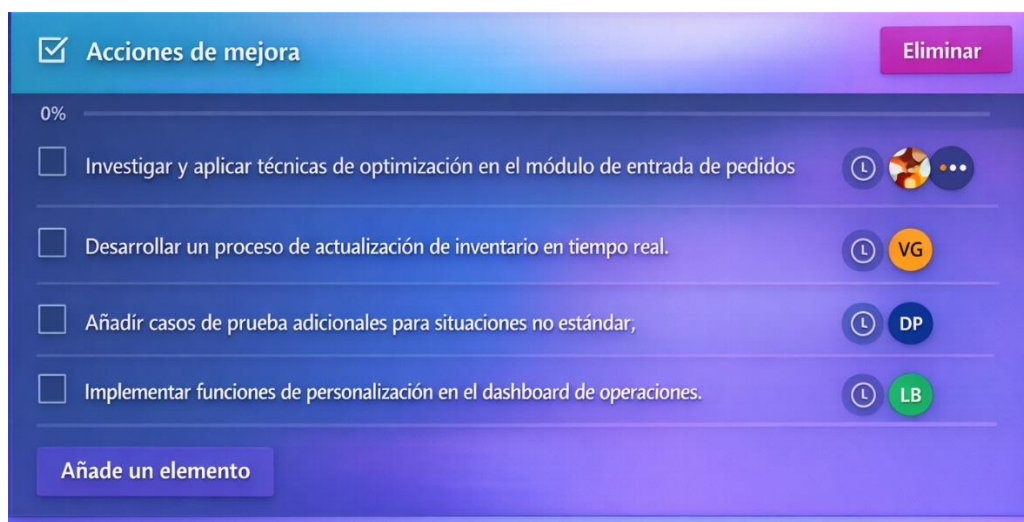 Acciones de mejora
Eliminar
0%
Investigar y aplicar técnicas de optimización en el módulo de entrada de pedidos
Desarrollar un proceso de actualización de inventario en tiempo real.
VG
Añadír casos de prueba adicionales para situaciones no estándar,
DP
Implementar funciones de personalización en el dashboard de operaciones.
LB
Añade un elemento